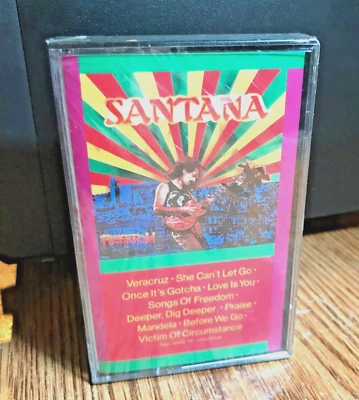 SANTANA
FREEDOM
Veracruz • She Can't Let Go •
Once It's Gotcha • Love Is You •
Songs Of Freedom •
Deeper, Dig Deeper • Praise •
Mandela • Before We Go •
Victim Of Circumstance